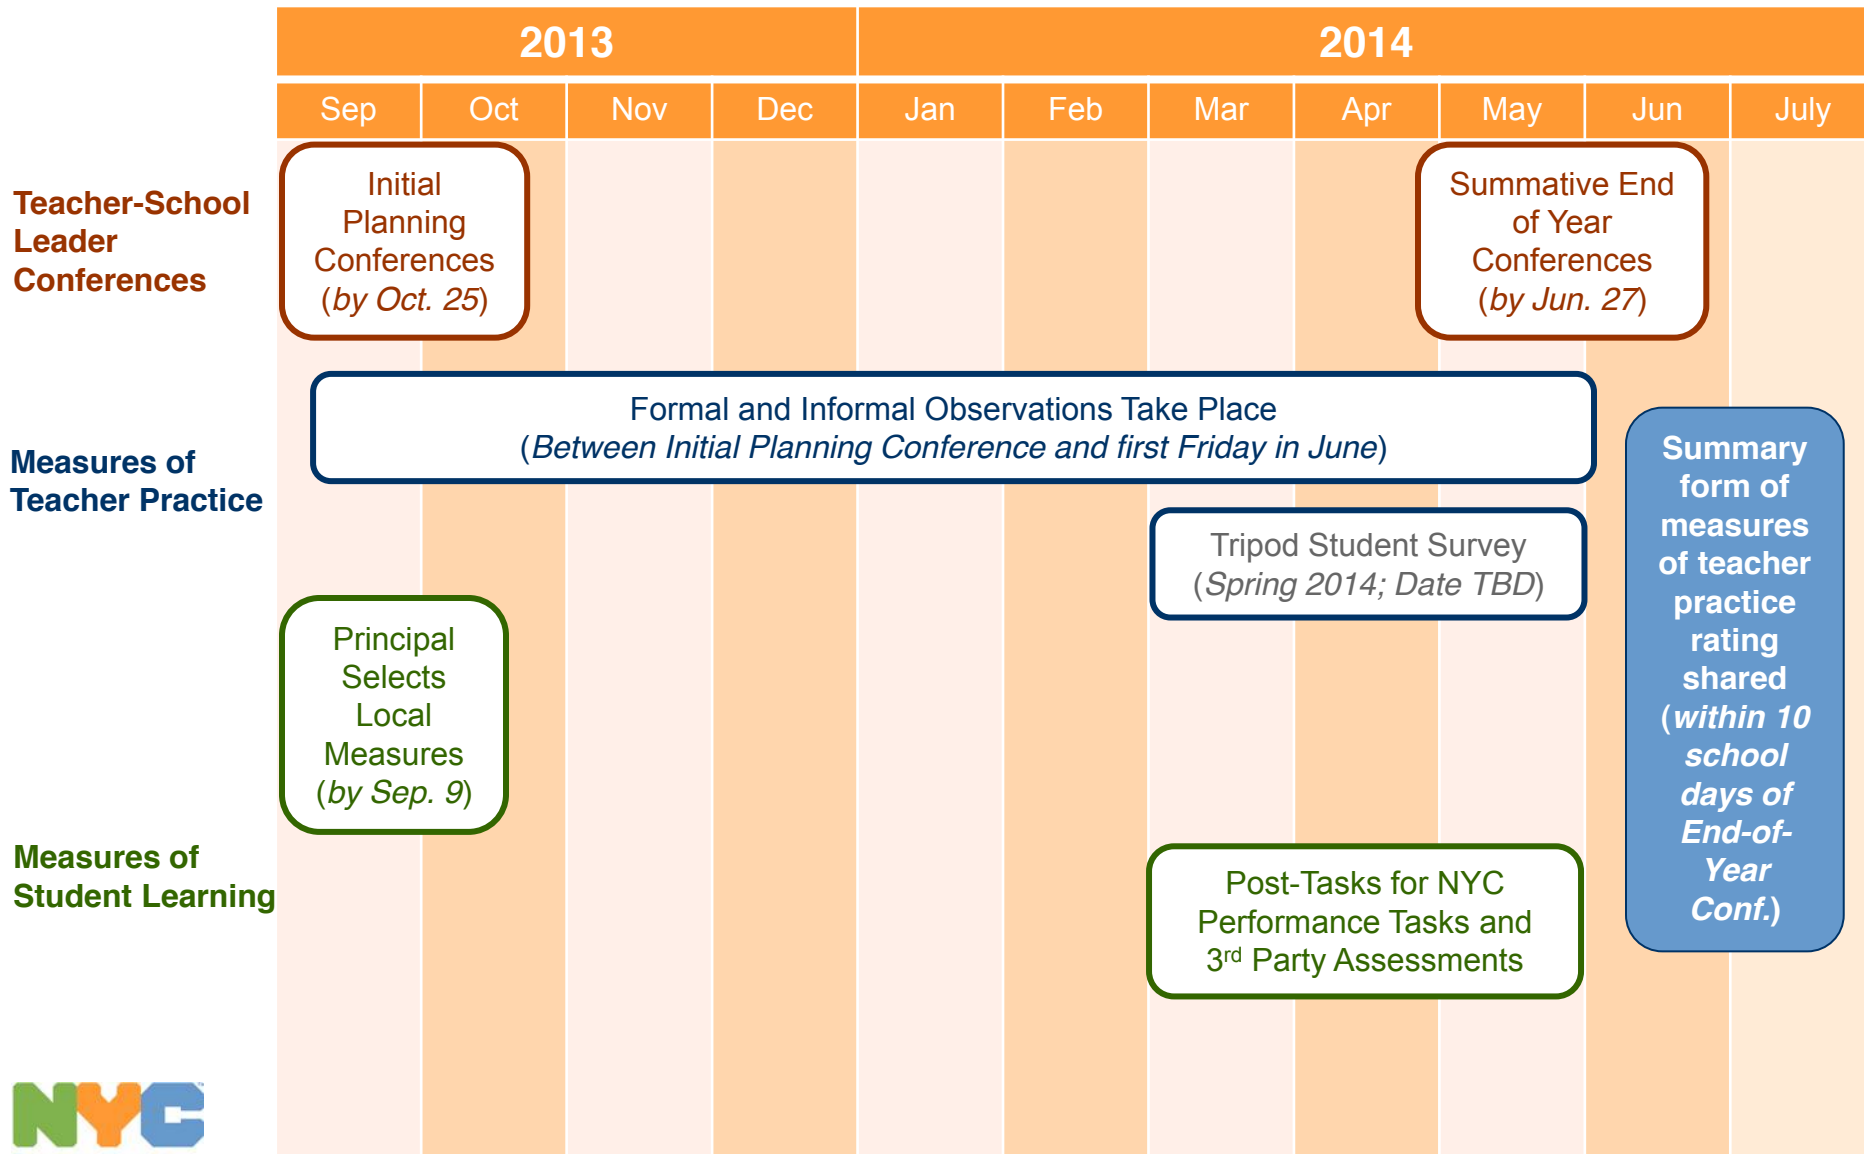 2013
2014
Sep
Oct
Nov
Dec
Jan
Feb
Mar
Apr
May
Jun
July
Teacher-School
Leader
Conferences
Initial
Planning
Conferences
(by Oct. 25)
Summative End
of Year
Conferences
(by Jun. 27)
Measures of
Teacher Practice
Formal and Informal Observations Take Place
(Between Initial Planning Conference and first Friday in June)
Tripod Student Survey
(Spring 2014; Date TBD)
Summary
form of
measures
of teacher
practice
rating
shared
(within 10
school
days of
End-of-
Year
Conf.)
Measures of
Student Learning
Principal
Selects
Local
Measures
(by Sep. 9)
Post-Tasks for NYC
Performance Tasks and
3rd Party Assessments
NYC